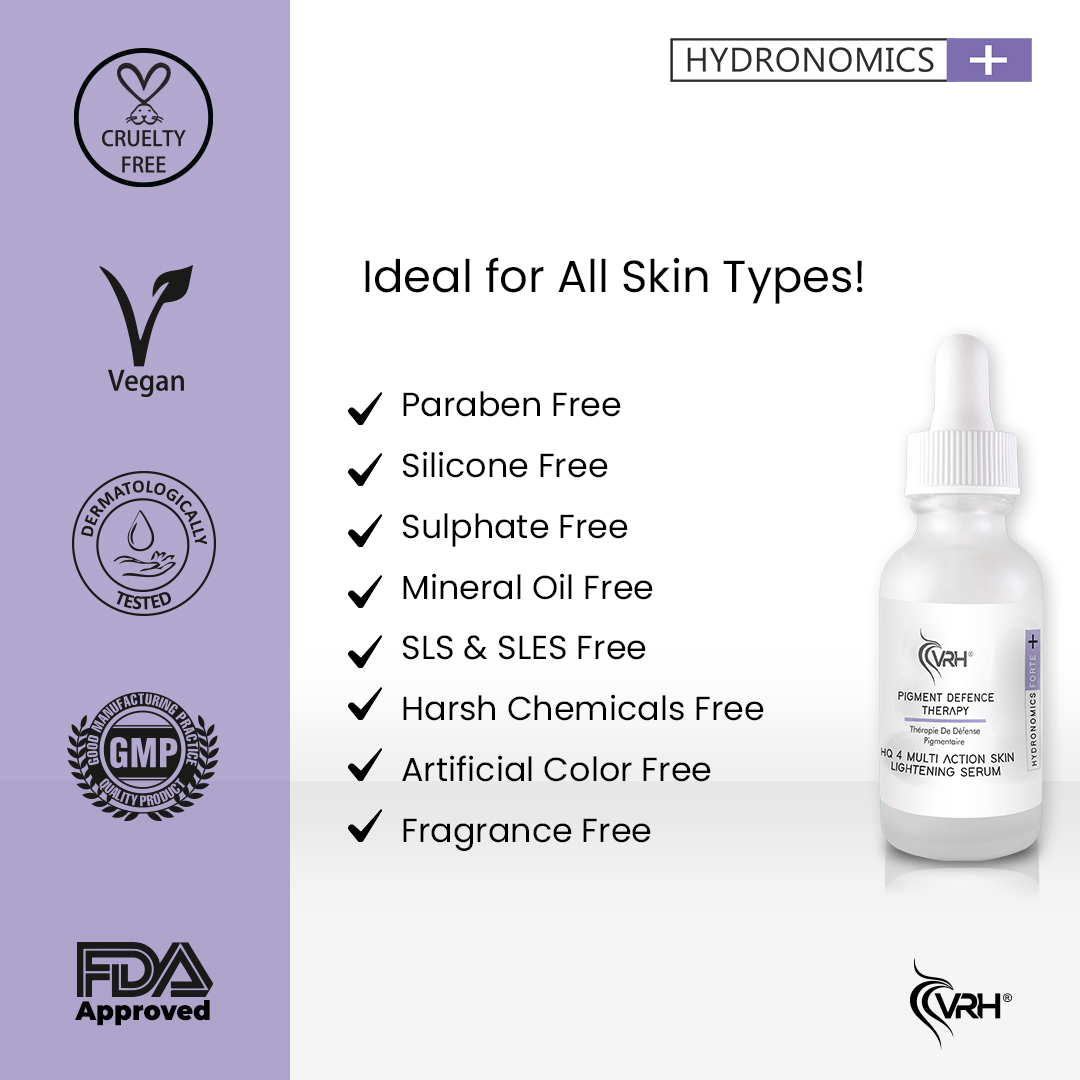 CRUELTY
FREE
Vegan
DERMATOLOGICALLY
TESTED
GOOD MANUFACTURING PRACTICE
GMP
QUALITY PRODUCT
FDA
Approved
HYDRONOMICS +
Ideal for All Skin Types!
Paraben Free
Silicone Free
Sulphate Free
Mineral Oil Free
SLS & SLES Free
Harsh Chemicals Free
Artificial Color Free
Fragrance Free
VRH®
PIGMENT DEFENCE
THERAPY
Thérapie De Défense
Pigmentaire
HQ 4 MULTI ACTION SKIN
LIGHTENING SERUM
HYDRONOMICS FORTE +
VRH®